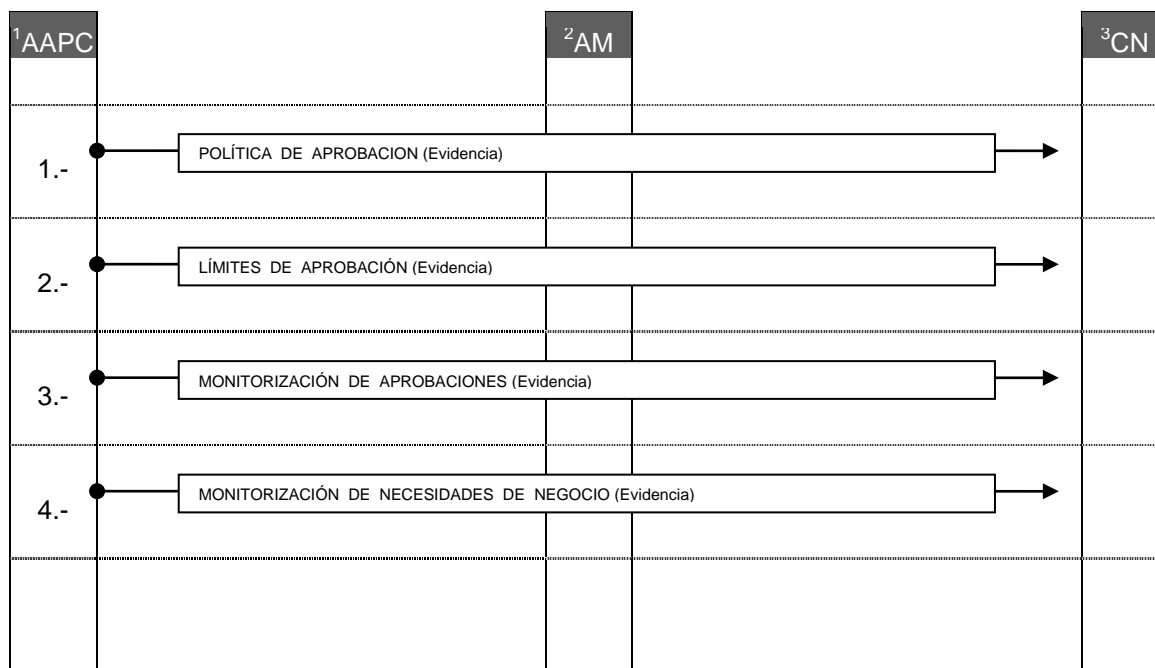 ¹AAPC ²AM ³CN
1.- POLÍTICA DE APROBACION (Evidencia)
2.- LÍMITES DE APROBACIÓN (Evidencia)
3.- MONITORIZACIÓN DE APROBACIONES (Evidencia)
4.- MONITORIZACIÓN DE NECESIDADES DE NEGOCIO (Evidencia)